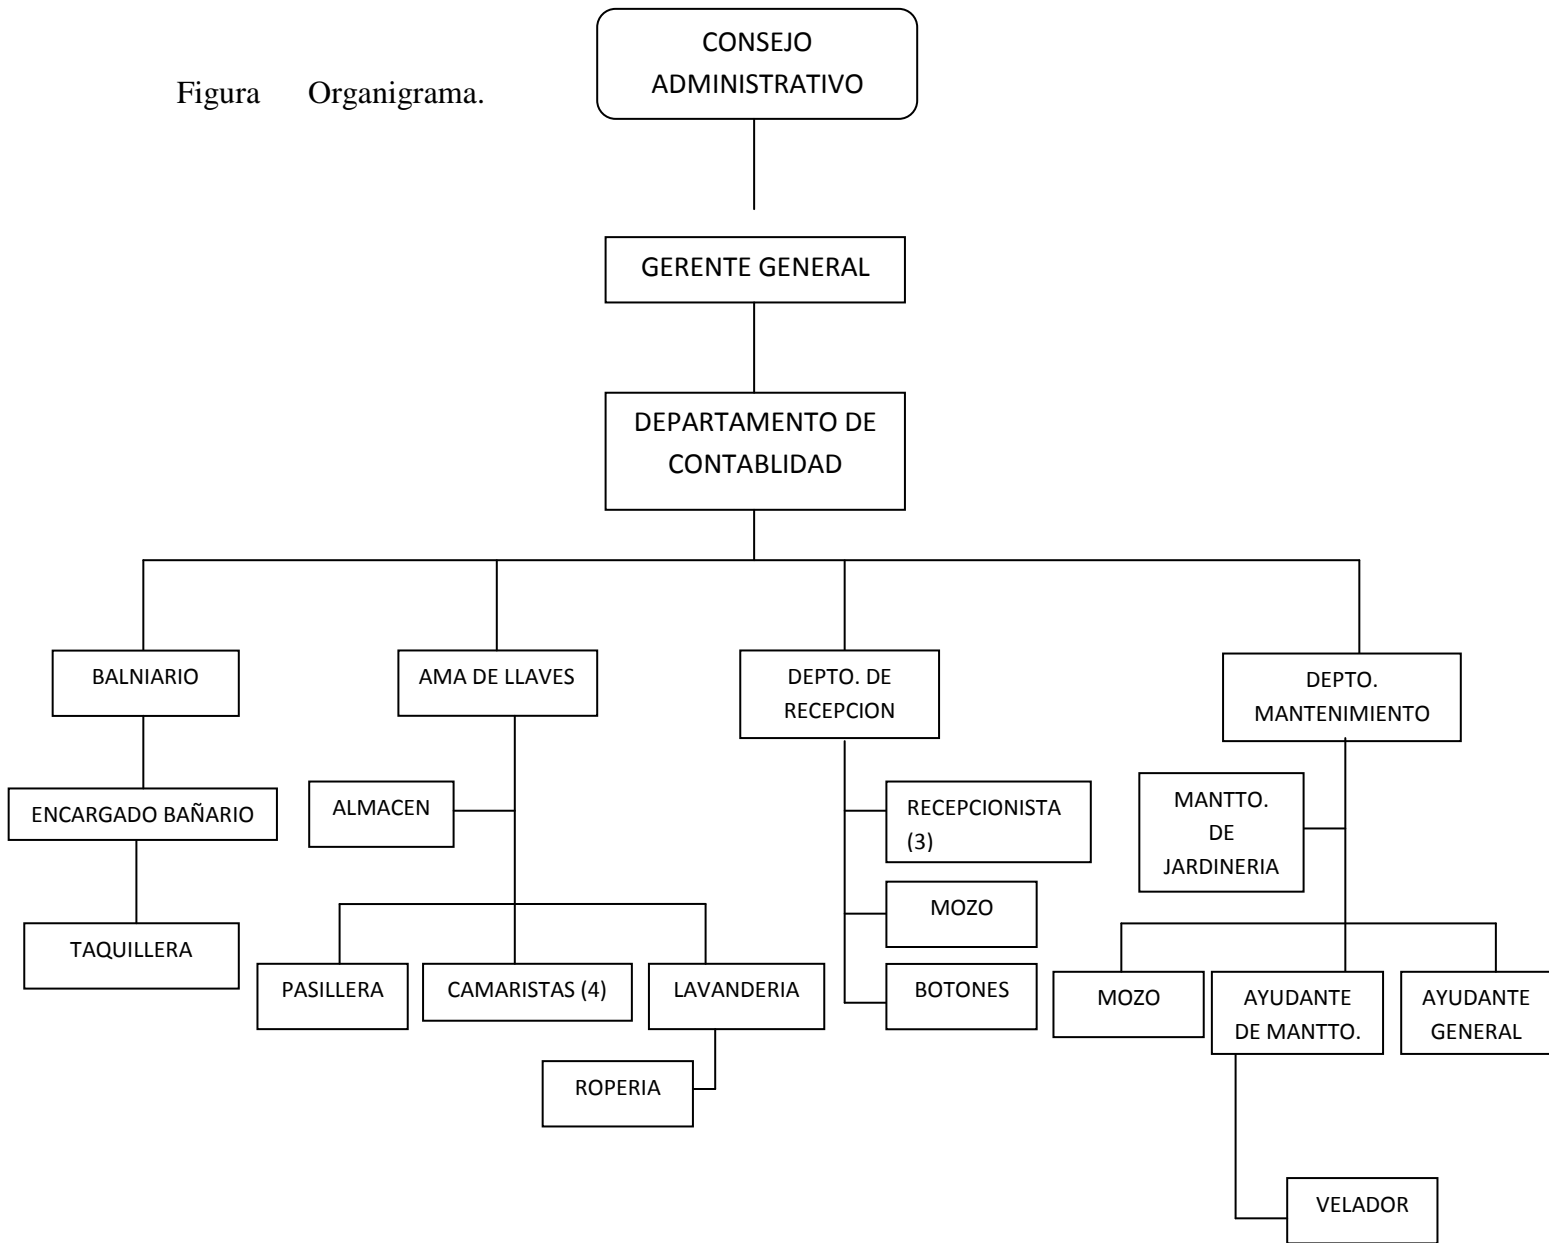 CONSEJO
ADMINISTRATIVO
Figura Organigrama.
GERENTE GENERAL
DEPARTAMENTO DE
CONTABLIDAD
BALNIARIO
AMA DE LLAVES
DEPTO. DE
RECEPCION
DEPTO.
MANTENIMIENTO
ENCARGADO BAÑARIO
ALMACEN
RECEPCIONISTA
(3)
MANTTO.
DE
JARDINERIA
MOZO
TAQUILLERA
PASILLERA
CAMARISTAS (4)
LAVANDERIA
BOTONES
MOZO
AYUDANTE
DE MANTTO.
AYUDANTE
GENERAL
ROPERIA
VELADOR